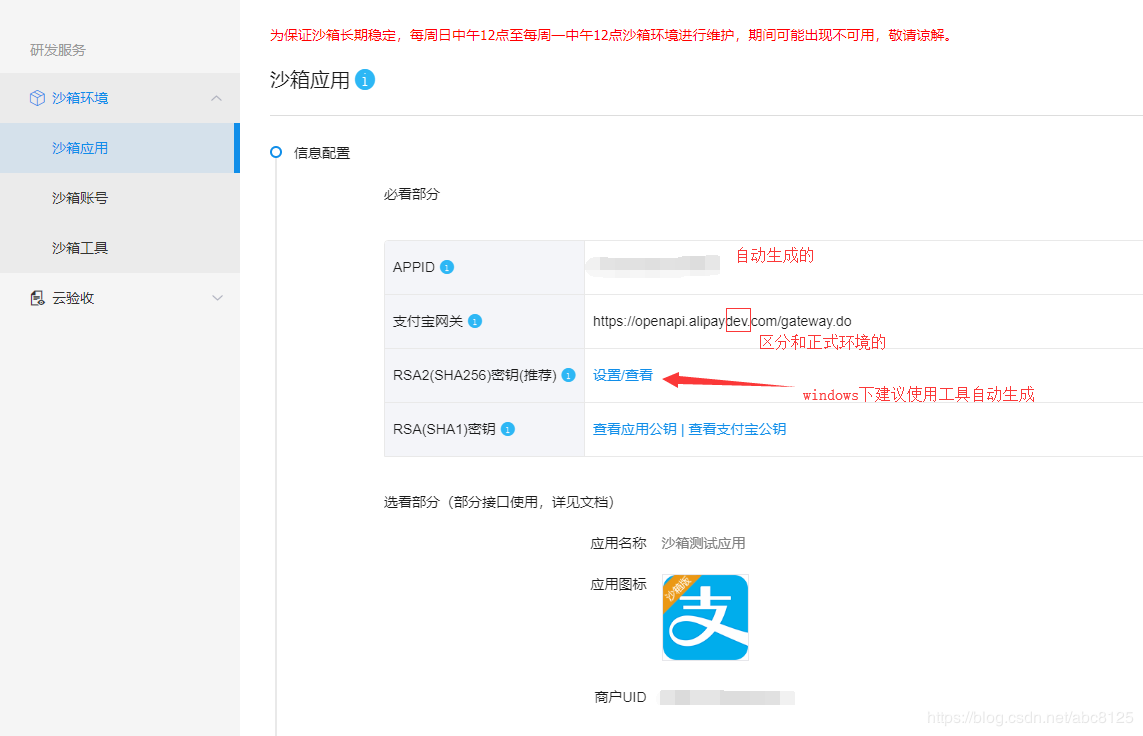 为保证沙箱长期稳定，每周日中午12点至每周一中午12点沙箱环境进行维护，期间可能出现不可用，敬请谅解。
研发服务
沙箱环境
沙箱应用
沙箱账号
沙箱工具
云验收
沙箱应用
信息配置
必看部分
APPID
自动生成的
支付宝网关 https://openapi.alipaydev.com/gateway.do
区分和正式环境的
RSA2(SHA256)密钥(推荐) 设置/查看
windows下建议使用工具自动生成
RSA(SHA1)密钥 查看应用公钥 | 查看支付宝公钥
选看部分（部分接口使用，详见文档）
应用名称 沙箱测试应用
应用图标
沙箱版
支
商户UID
https://blog.csdn.net/abc8125